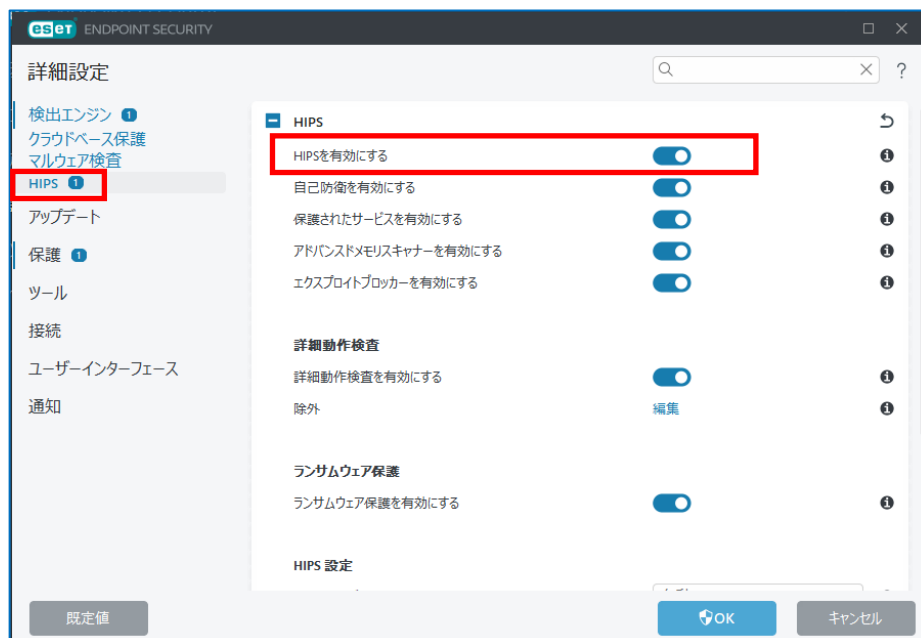 eset ENDPOINT SECURITY
詳細設定
?
検出エンジン 1
クラウドベース保護
マルウェア検査
HIPS 1
アップデート
保護 1
ツール
接続
ユーザーインターフェース
通知
HIPS
HIPSを有効にする
自己防衛を有効にする
保護されたサービスを有効にする
アドバンスドメモリスキャナーを有効にする
エクスプロイトブロッカーを有効にする
詳細動作検査
詳細動作検査を有効にする
除外 編集
ランサムウェア保護
ランサムウェア保護を有効にする
HIPS 設定
既定値 OK キャンセル